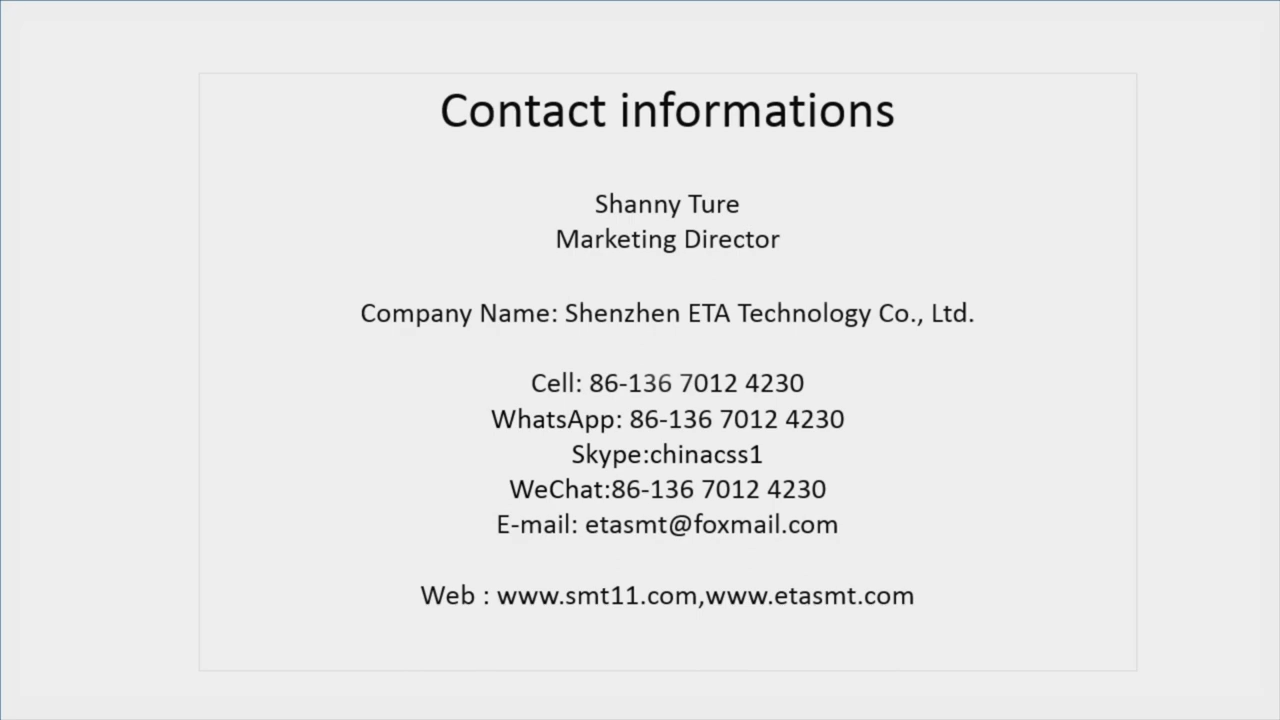 Contact informations
Shanny Ture
Marketing Director
Company Name: Shenzhen ETA Technology Co., Ltd.
Cell: 86-136 7012 4230
WhatsApp: 86-136 7012 4230
Skype:chinacss1
WeChat:86-136 7012 4230
E-mail: etasmt@foxmail.com
Web : www.smt11.com,www.etasmt.com